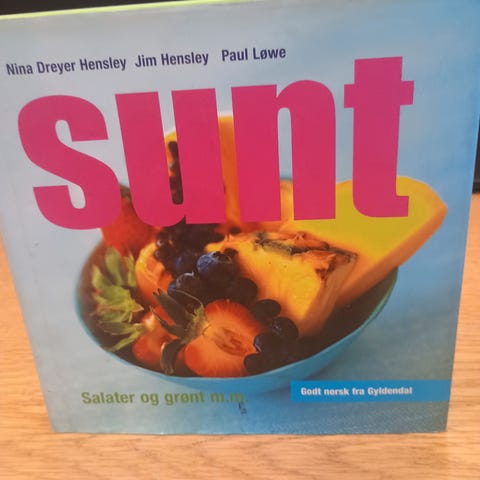 Nina Dreyer Hensley Jim Hensley Paul Løwe
sunt
Salater og grønt m.m.
Godt norsk fra Gyldendal